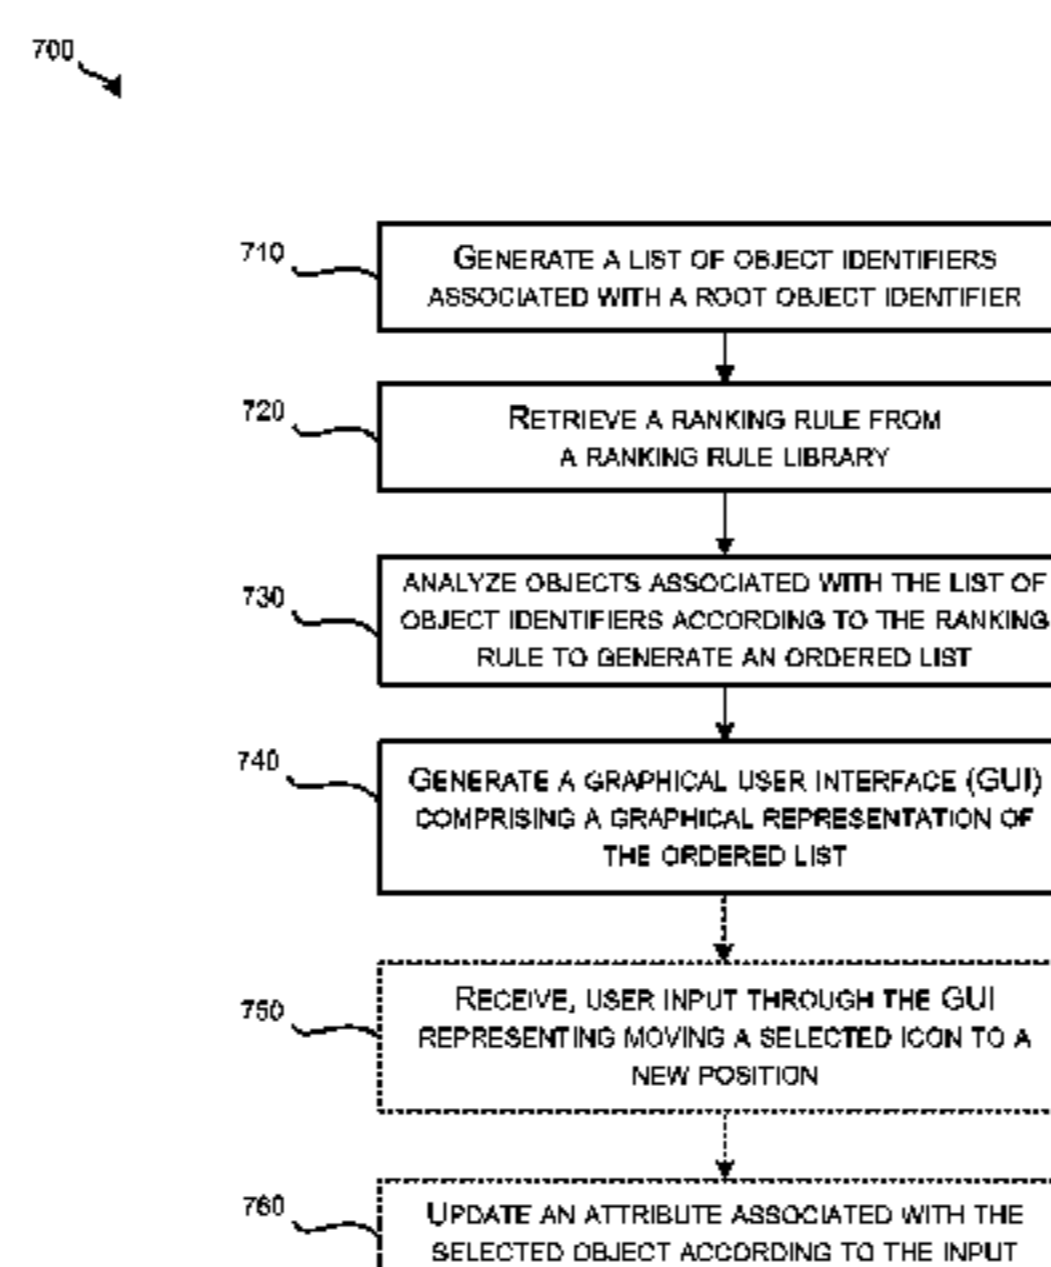 700
710
GENERATE A LIST OF OBJECT IDENTIFIERS
ASSOCIATED WITH A ROOT OBJECT IDENTIFIER
720
RETRIEVE A RANKING RULE FROM
A RANKING RULE LIBRARY
730
ANALYZE OBJECTS ASSOCIATED WITH THE LIST OF
OBJECT IDENTIFIERS ACCORDING TO THE RANKING
RULE TO GENERATE AN ORDERED LIST
740
GENERATE A GRAPHICAL USER INTERFACE (GUI)
COMPRISING A GRAPHICAL REPRESENTATION OF
THE ORDERED LIST
750
RECEIVE, USER INPUT THROUGH THE GUI
REPRESENTING MOVING A SELECTED ICON TO A
NEW POSITION
760
UPDATE AN ATTRIBUTE ASSOCIATED WITH THE
SELECTED OBJECT ACCORDING TO THE INPUT